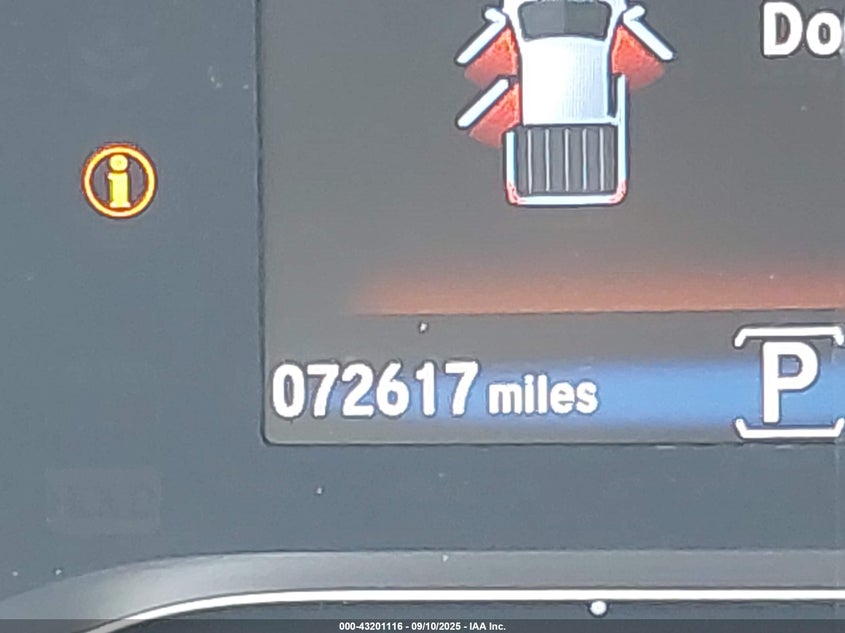 Do
072617 miles
P
000-43201116 - 09/10/2025 - IAA Inc.